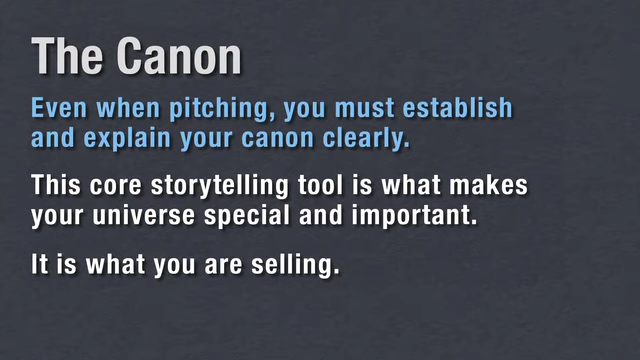 The Canon
Even when pitching, you must establish
and explain your canon clearly.
This core storytelling tool is what makes
your universe special and important.
It is what you are selling.